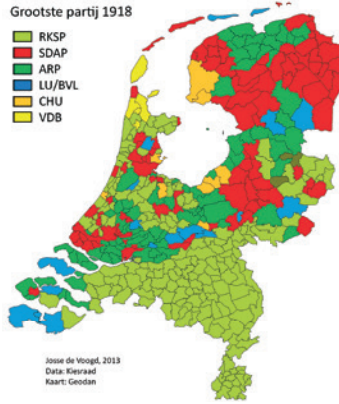 Grootste partij 1918
RKSP
SDAP
ARP
LU/BVL
CHU
VDB
Josse de Voogd, 2013
Data: Kiesraad
Kaart: Geodan